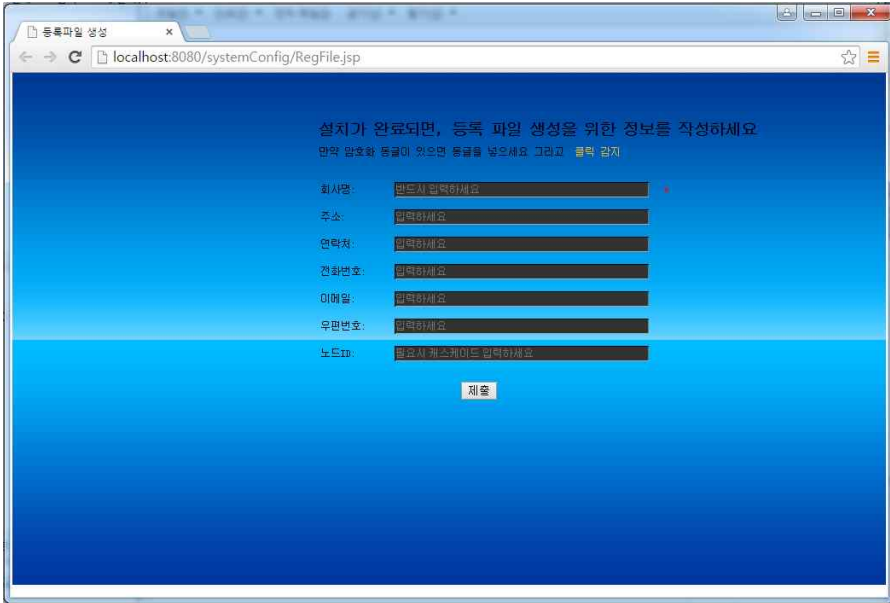 등록파일 생성
localhost:8080/systemConfig/RegFile.jsp
설치가 완료되면, 등록 파일 생성을 위한 정보를 작성하세요
만약 암호화 동글이 있으면 동글를 넣으세요 그리고 클릭 감지
회사명: 반드시 입력하세요 *
주소: 입력하세요
연락처: 입력하세요
전화번호: 입력하세요
이메일: 입력하세요
우편번호: 입력하세요
노드ID: 필요시 캐스케이드 입력하세요
제출